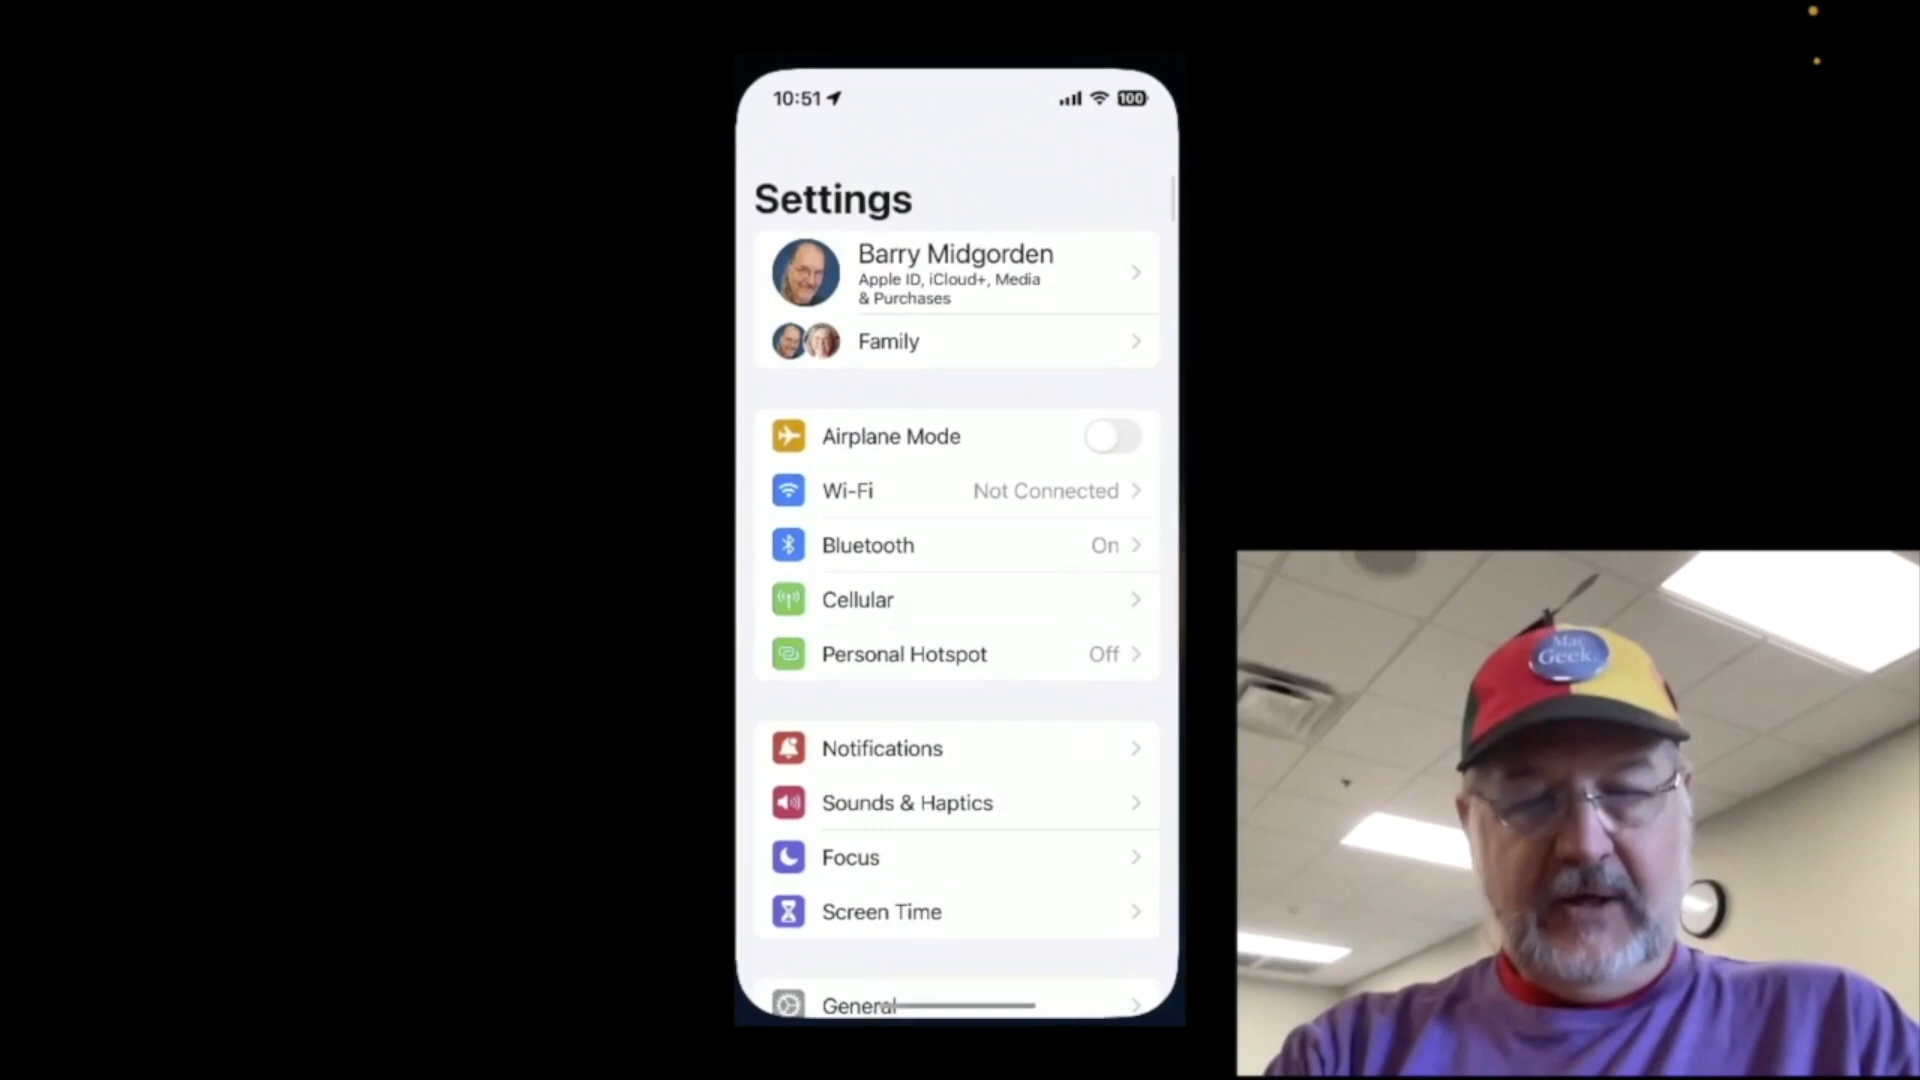 10:51
100
Settings
Barry Midgorden
Apple ID, iCloud+, Media
& Purchases
Family
Airplane Mode
Wi-Fi Not Connected
Bluetooth On
Cellular
Personal Hotspot Off
Notifications
Sounds & Haptics
Focus
Screen Time
General
Mac
Geek.